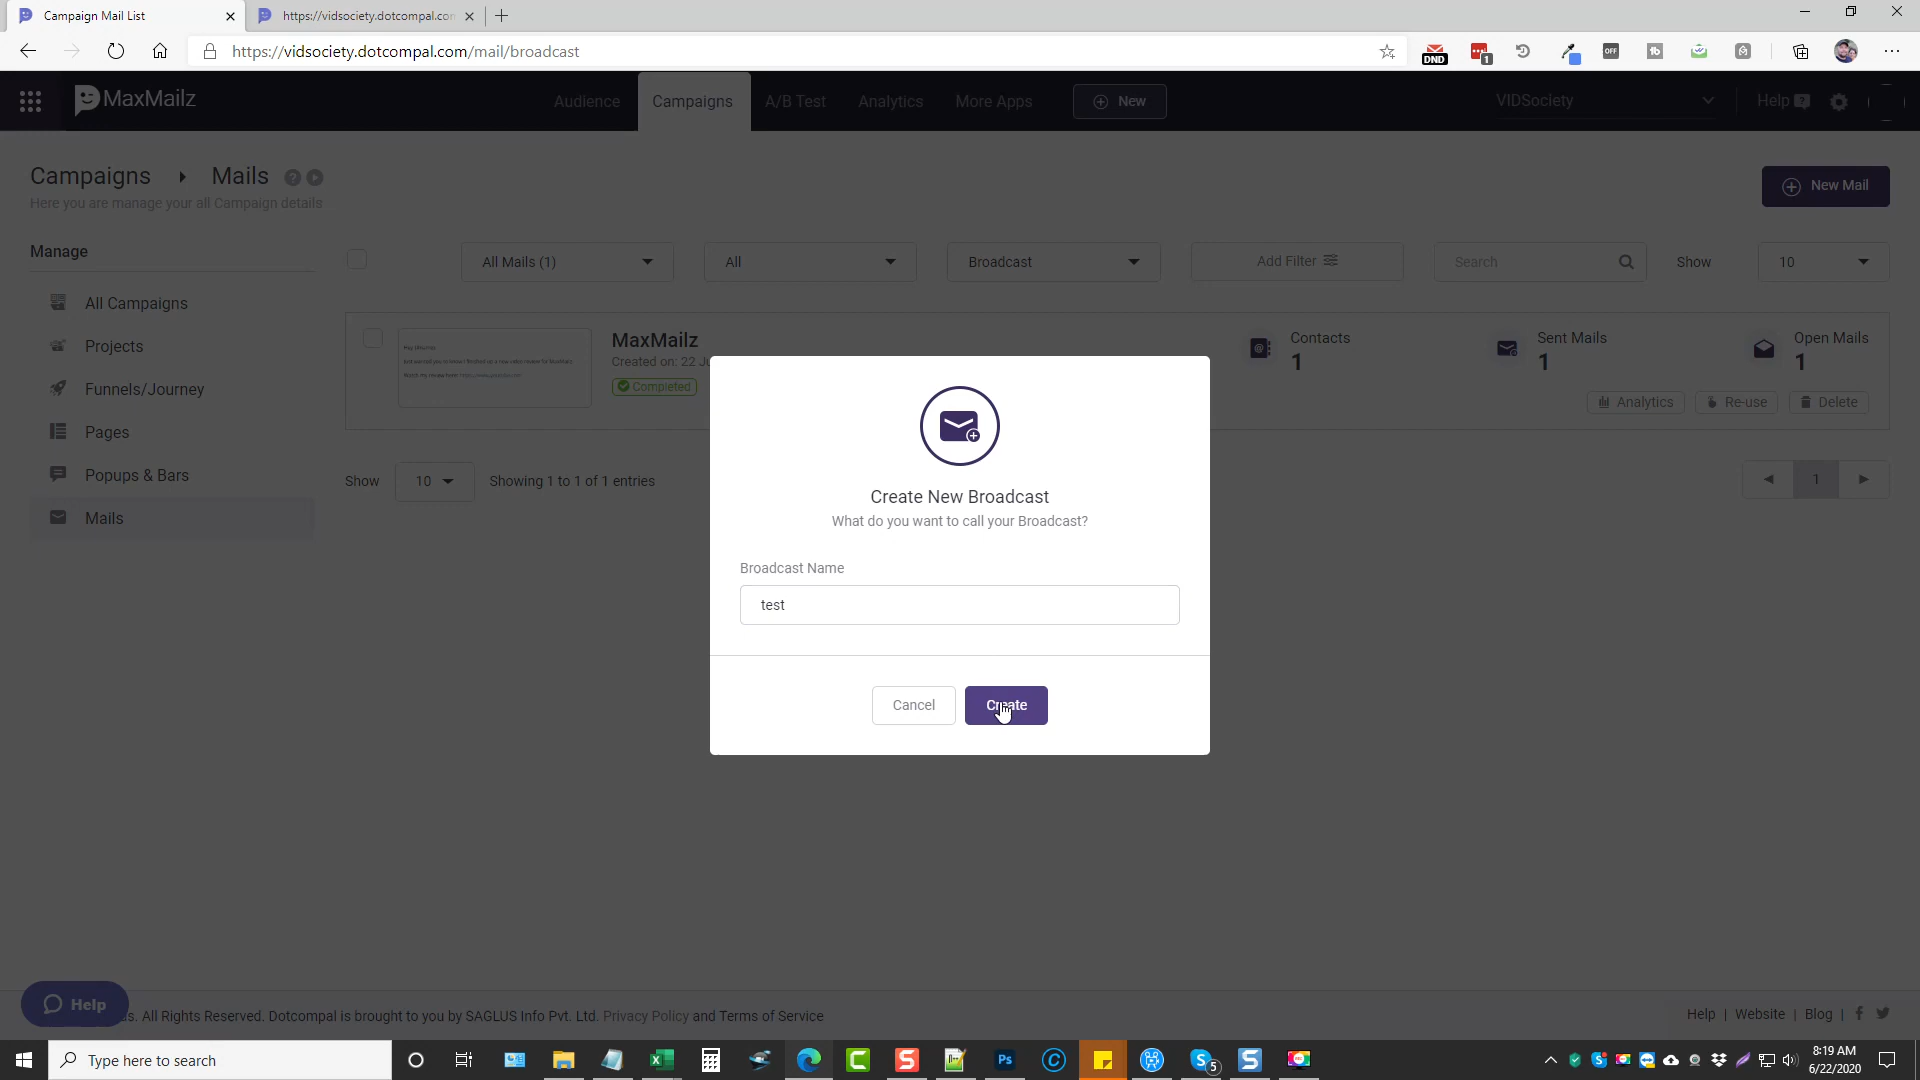 Campaign Mail List
https://vidsociety.dotcompal.con
https://vidsociety.dotcompal.com/mail/broadcast
DND
1
OFF
MaxMailz
Audience
Campaigns
A/B Test
Analytics
More Apps
New
VIDSociety
Help
Campaigns
Mails
New Mail
Here you are manage your all Campaign details
Manage
All Mails (1)
All
Broadcast
Add Filter
Search
Show
10
All Campaigns
Projects
Funnels/Journey
Pages
Popups & Bars
Mails
MaxMailz
Created on: 22 J
Completed
Contacts
1
Sent Mails
1
Open Mails
1
Analytics
Re-use
Delete
Show
10
Showing 1 to 1 of 1 entries
1
Create New Broadcast
What do you want to call your Broadcast?
Broadcast Name
test
Cancel
Create
Help
s. All Rights Reserved. Dotcompal is brought to you by SAGLUS Info Pvt. Ltd. Privacy Policy and Terms of Service
Help | Website | Blog |
Type here to search
Ps
5
8:19 AM
6/22/2020